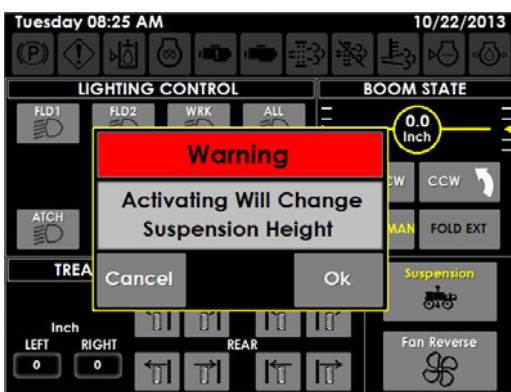 Tuesday 08:25 AM 10/22/2013
(P)
LIGHTING CONTROL BOOM STATE
FLD1 FLD2 WRK ALL
0.0
Inch
Warning
CW CCW
Activating Will Change
Suspension Height
ATCH MAN FOLD EXT
TREA
Cancel Ok
Suspension
Inch
LEFT RIGHT REAR
Fan Reverse
0 0